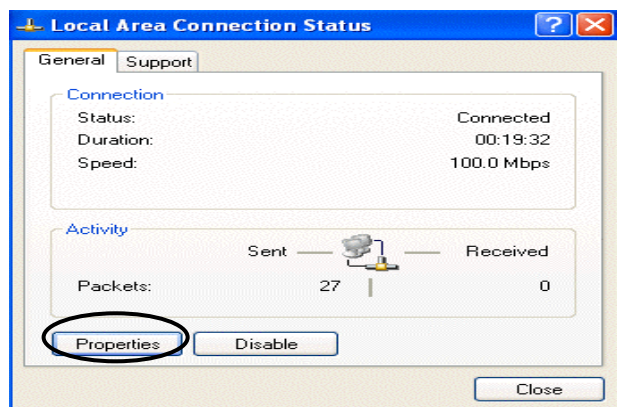 Local Area Connection Status
General Support
Connection
Status: Connected
Duration: 00:19:32
Speed: 100.0 Mbps
Activity
Sent Received
Packets: 27 0
Properties Disable
Close